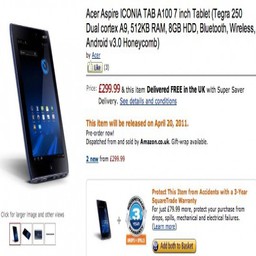 Acer Aspire ICONIA TAB A100 7 inch Tablet (Tegra 250
Dual cortex A9, 512KB RAM, 8GB HDD, Bluetooth, Wireless,
Android v3.0 Honeycomb)
by Acer
Like (3)
Price: £299.99 & this item Delivered FREE in the UK with Super Saver
Delivery. See details and conditions
This item will be released on April 20, 2011.
Pre-order now!
Dispatched from and sold by Amazon.co.uk. Gift-wrap available.
2 new from £299.99
Click for larger image and other views
Protect This Item from Accidents with a 3-Year
SquareTrade Warranty
For just £79.99 more, protect your purchase from
drops, spills, mechanical & electrical failures.
(Learn more)
Add both to Basket